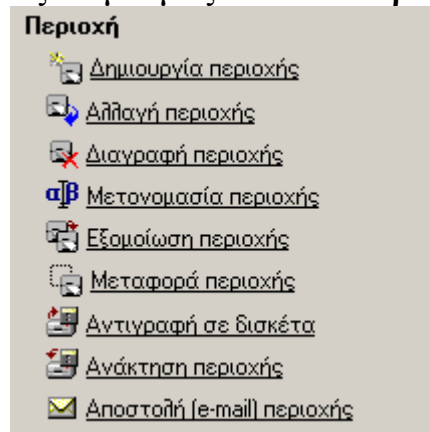 Περιοχή
Δημιουργία περιοχής
Αλλαγή περιοχής
Διαγραφή περιοχής
αβ Μετονομασία περιοχής
Εξομοίωση περιοχής
Μεταφορά περιοχής
Αντιγραφή σε δισκέτα
Ανάκτηση περιοχής
Αποστολή (e-mail) περιοχής